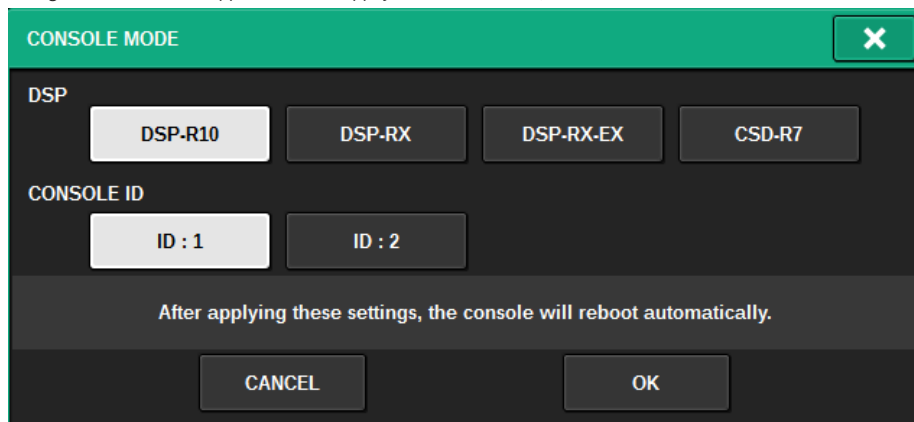 CONSOLE MODE
DSP
DSP-R10 DSP-RX DSP-RX-EX CSD-R7
CONSOLE ID
ID : 1 ID : 2
After applying these settings, the console will reboot automatically.
CANCEL OK